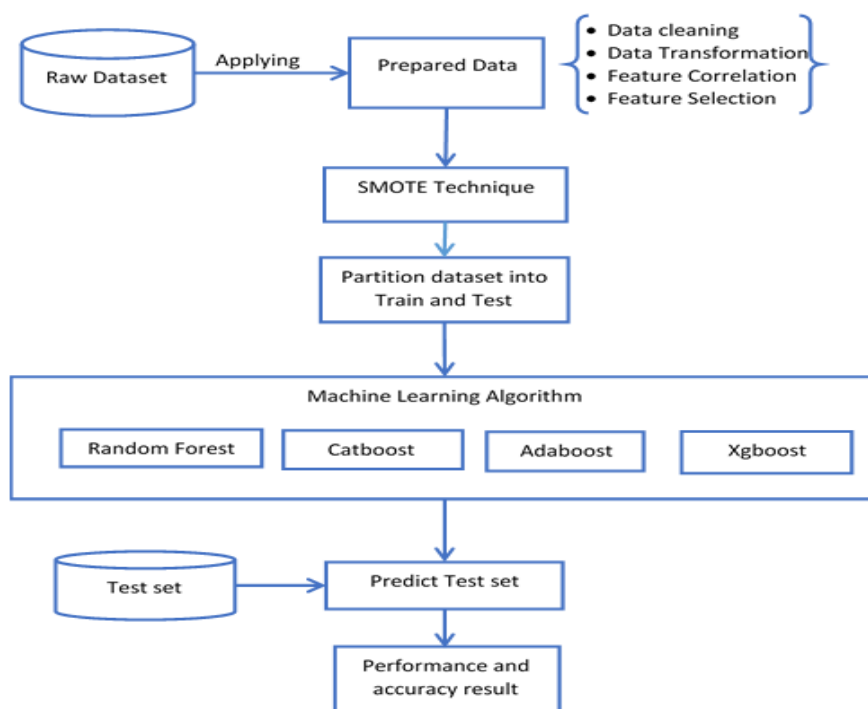 Raw Dataset
Applying
Prepared Data
• Data cleaning
• Data Transformation
• Feature Correlation
• Feature Selection
SMOTE Technique
Partition dataset into
Train and Test
Machine Learning Algorithm
Random Forest
Catboost
Adaboost
Xgboost
Test set
Predict Test set
Performance and
accuracy result